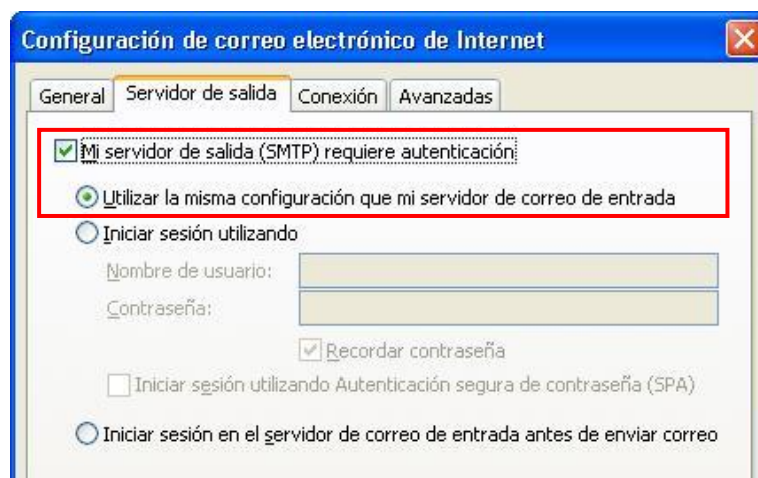 Configuración de correo electrónico de Internet
General Servidor de salida Conexión Avanzadas
Mi servidor de salida (SMTP) requiere autenticación
Utilizar la misma configuración que mi servidor de correo de entrada
Iniciar sesión utilizando
Nombre de usuario:
Contraseña:
Recordar contraseña
Iniciar sesión utilizando Autenticación segura de contraseña (SPA)
Iniciar sesión en el servidor de correo de entrada antes de enviar correo